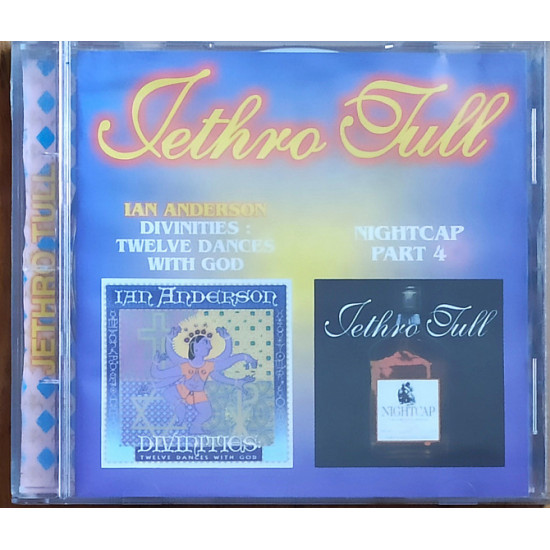 JETHRO TULL
Jethro Tull
IAN ANDERSON
DIVINITIES :
TWELVE DANCES
WITH GOD
NIGHTCAP
PART 4
IAN ANDERSON
DIVINITIES:
TWELVE DANCES WITH GOD
Jethro Tull
NIGHTCAP